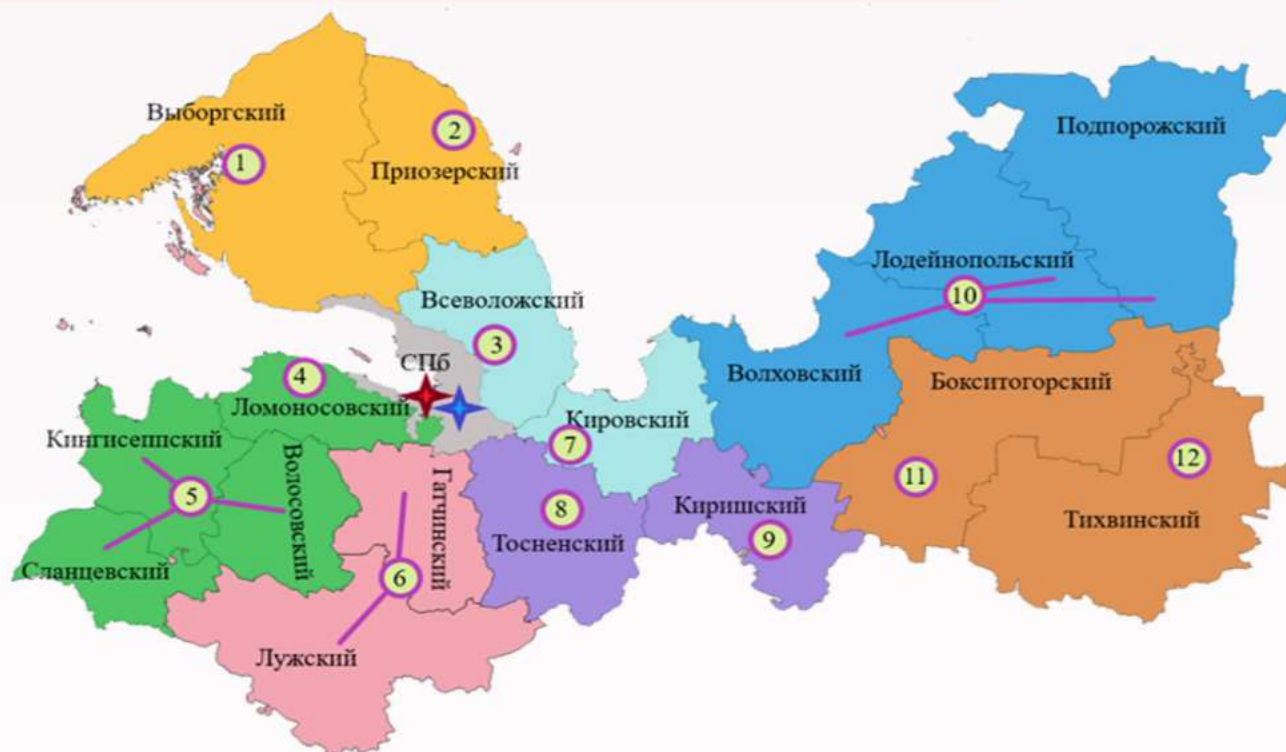 Выборгский
1
2
Приозерский
Подпорожский
Лодейнопольский
10
Всеволожский
3
СПб
4
Ломоносовский
Волховский
Бокситогорский
Кингисеппский
Кировский
7
5
Волосовский
Гатчинский
11
12
8
Киришский
Тосненский
9
Тихвинский
Сланцевский
6
Лужский